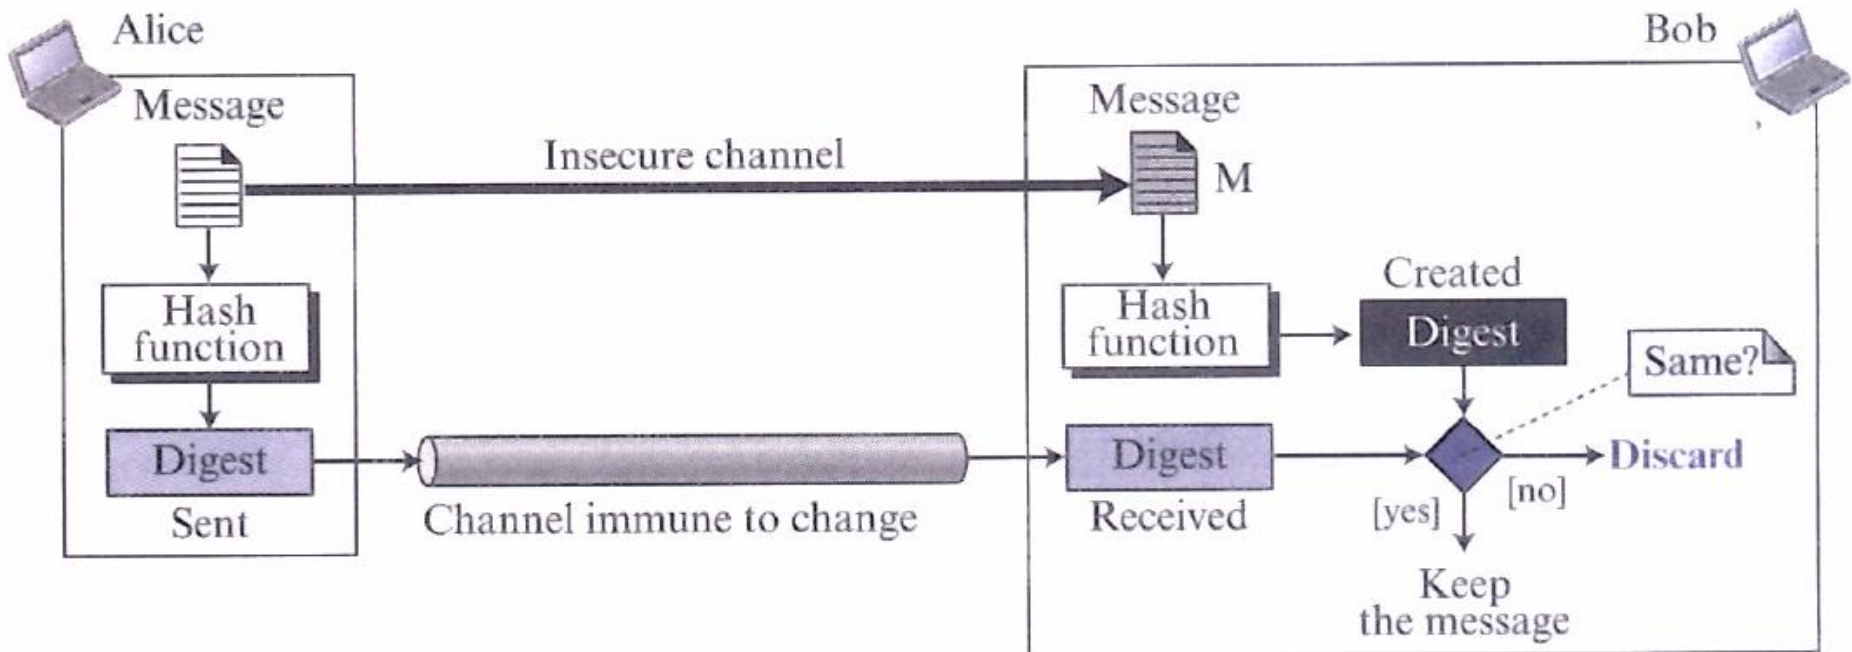 Alice
Bob
Message
Message
Insecure channel
M
Hash
function
Hash
function
Created
Digest
Same?
Digest
Digest
Discard
Sent
Channel immune to change
Received
[yes]
[no]
Keep
the message